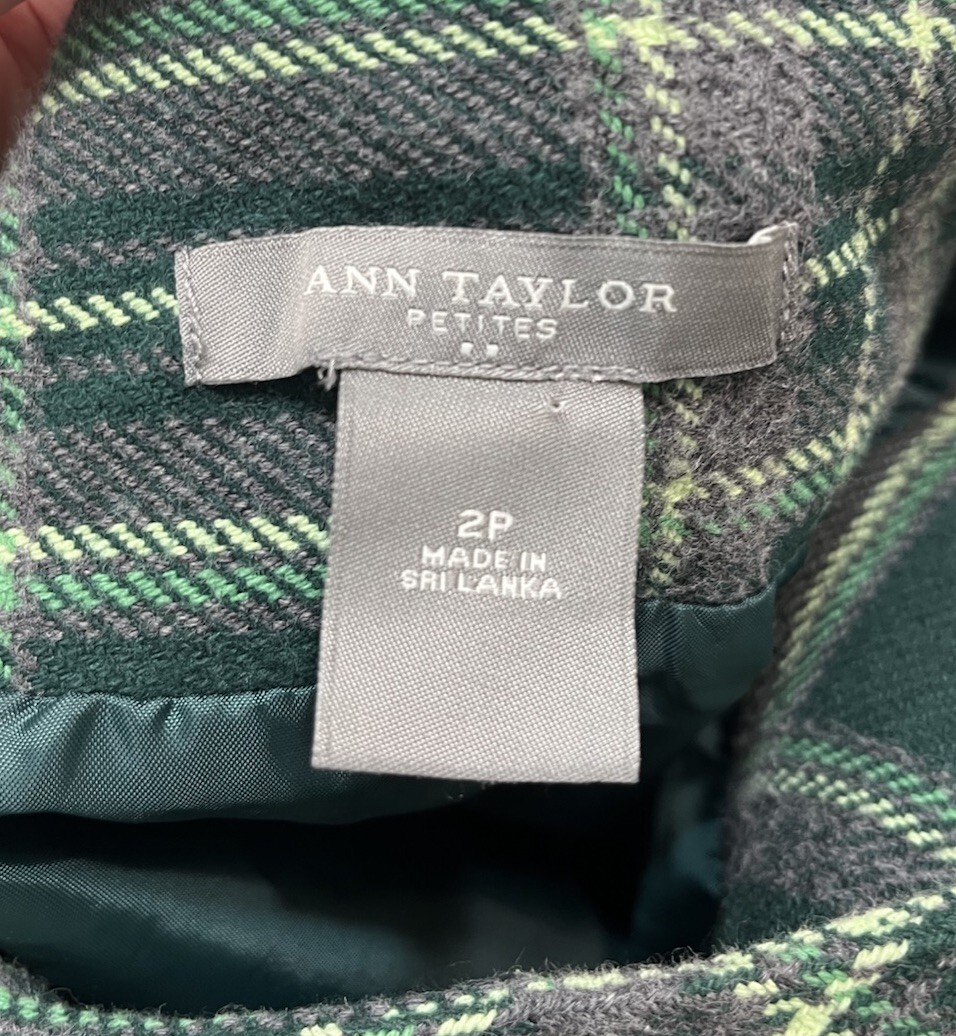 ANN TAYLOR
PETITES
2P
MADE IN
SRI LANKA